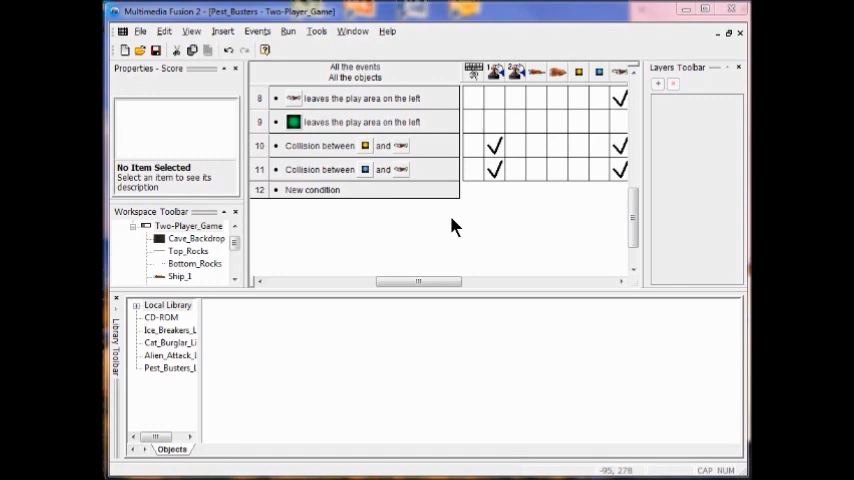 Multimedia Fusion 2 - [Pest_Busters - Two-Player_Game]
File Edit View Insert Events Run Tools Window Help
Properties - Score
All the events
All the objects
Layers Toolbar
8 leaves the play area on the left
9 leaves the play area on the left
10 Collision between and
11 Collision between and
12 New condition
No Item Selected
Select an item to see its
description
Workspace Toolbar
Two-Player_Game
Cave_Backdrop
Top_Rocks
Bottom_Rocks
Ship_1
Library Toolbar
Local Library
CD-ROM
Ice_Breakers_L
Cat_Burglar_Li
Alien_Attack_L
Pest_Busters_L
Objects
-95, 278
CAP NUM